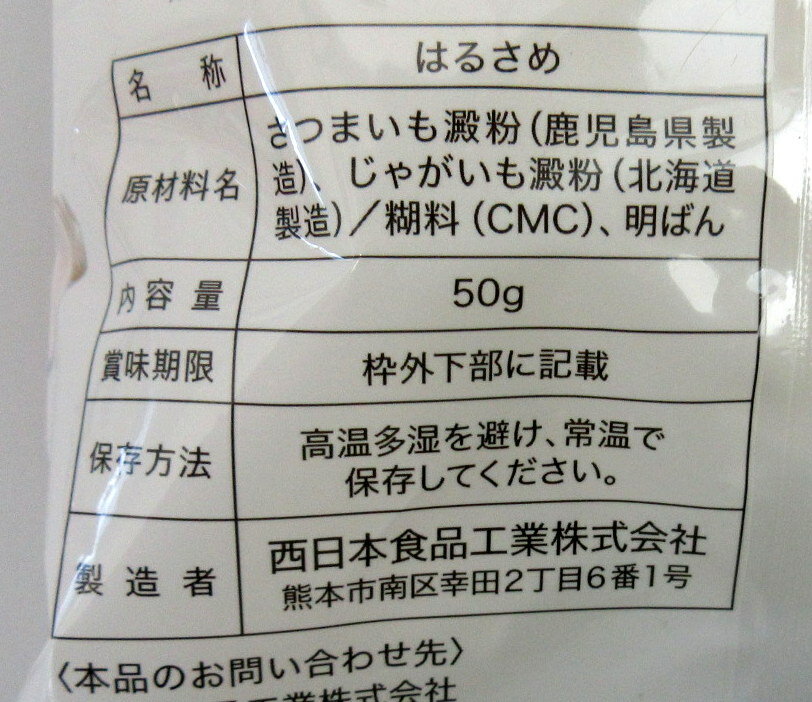 名称 はるさめ
原材料名 さつまいも澱粉(鹿児島県製
造)、じゃがいも澱粉(北海道
製造)/糊料(CMC)、明ばん
内容量 50g
賞味期限 枠外下部に記載
保存方法 高温多湿を避け、常温で
保存してください。
製造者 西日本食品工業株式会社
熊本市南区幸田2丁目6番1号
〈本品のお問い合わせ先〉
工業株式会社